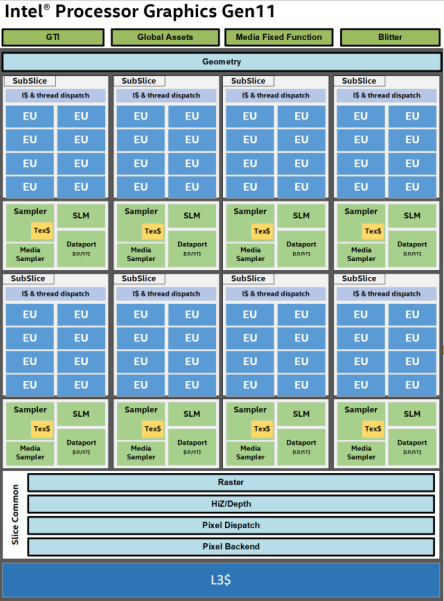 Intel® Processor Graphics Gen11
GTI Global Assets Media Fixed Function Blitter
Geometry
SubSlice SubSlice SubSlice SubSlice
I$ & thread dispatch I$ & thread dispatch I$ & thread dispatch I$ & thread dispatch
EU EU EU EU EU EU EU EU
EU EU EU EU EU EU EU EU
EU EU EU EU EU EU EU EU
EU EU EU EU EU EU EU EU
Sampler SLM Sampler SLM Sampler SLM Sampler SLM
Tex$ Tex$ Tex$ Tex$
Media Sampler Dataport [LD/ST] Media Sampler Dataport [LD/ST] Media Sampler Dataport [LD/ST] Media Sampler Dataport [LD/ST]
SubSlice SubSlice SubSlice SubSlice
I$ & thread dispatch I$ & thread dispatch I$ & thread dispatch I$ & thread dispatch
EU EU EU EU EU EU EU EU
EU EU EU EU EU EU EU EU
EU EU EU EU EU EU EU EU
EU EU EU EU EU EU EU EU
Sampler SLM Sampler SLM Sampler SLM Sampler SLM
Tex$ Tex$ Tex$ Tex$
Media Sampler Dataport [LD/ST] Media Sampler Dataport [LD/ST] Media Sampler Dataport [LD/ST] Media Sampler Dataport [LD/ST]
Slice Common
Raster
HiZ/Depth
Pixel Dispatch
Pixel Backend
L3$